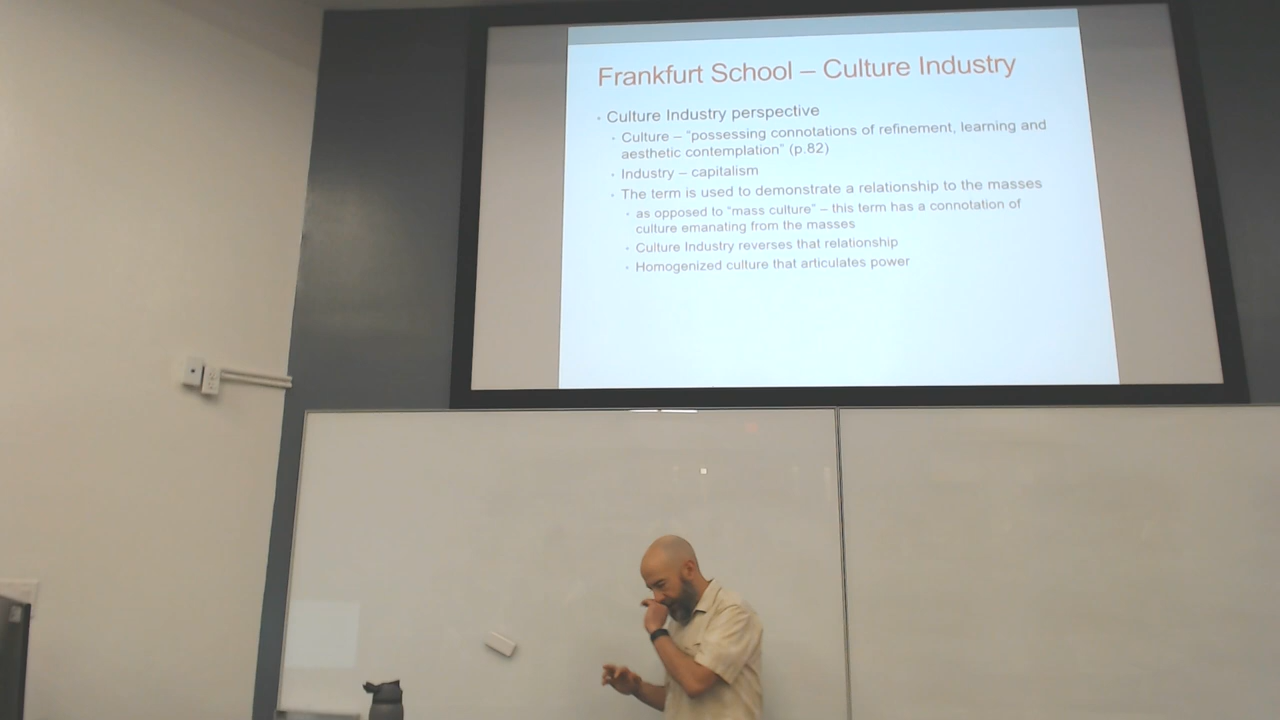 Frankfurt School – Culture Industry
• Culture Industry perspective
• Culture – "possessing connotations of refinement, learning and
aesthetic contemplation" (p.82)
• Industry – capitalism
• The term is used to demonstrate a relationship to the masses
• as opposed to "mass culture" – this term has a connotation of
culture emanating from the masses
• Culture Industry reverses that relationship
• Homogenized culture that articulates power